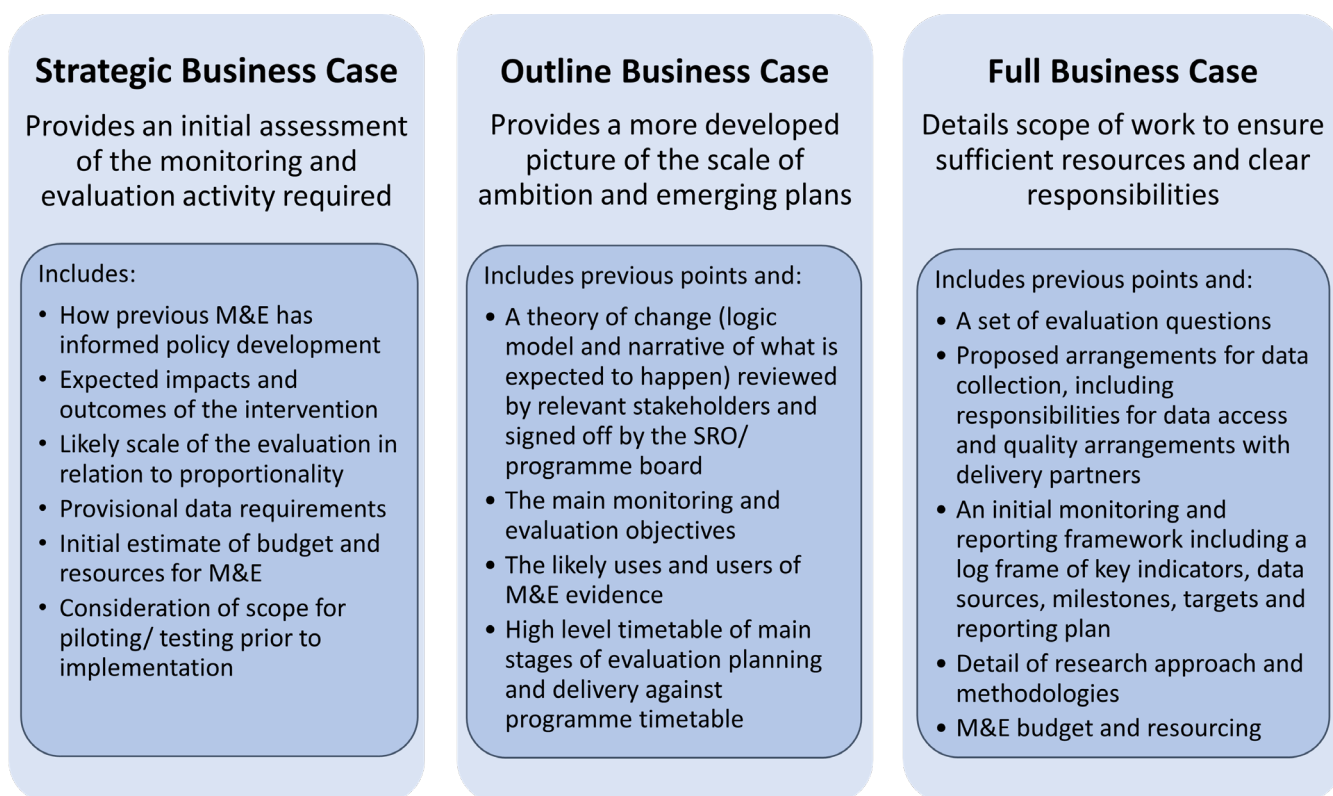 Strategic Business Case
Provides an initial assessment
of the monitoring and
evaluation activity required
Includes:
• How previous M&E has
informed policy development
• Expected impacts and
outcomes of the intervention
• Likely scale of the evaluation in
relation to proportionality
• Provisional data requirements
• Initial estimate of budget and
resources for M&E
• Consideration of scope for
piloting/ testing prior to
implementation
Outline Business Case
Provides a more developed
picture of the scale of
ambition and emerging plans
Includes previous points and:
• A theory of change (logic
model and narrative of what is
expected to happen) reviewed
by relevant stakeholders and
signed off by the SRO/
programme board
• The main monitoring and
evaluation objectives
• The likely uses and users of
M&E evidence
• High level timetable of main
stages of evaluation planning
and delivery against
programme timetable
Full Business Case
Details scope of work to ensure
sufficient resources and clear
responsibilities
Includes previous points and:
• A set of evaluation questions
• Proposed arrangements for data
collection, including
responsibilities for data access
and quality arrangements with
delivery partners
• An initial monitoring and
reporting framework including a
log frame of key indicators, data
sources, milestones, targets and
reporting plan
• Detail of research approach and
methodologies
• M&E budget and resourcing